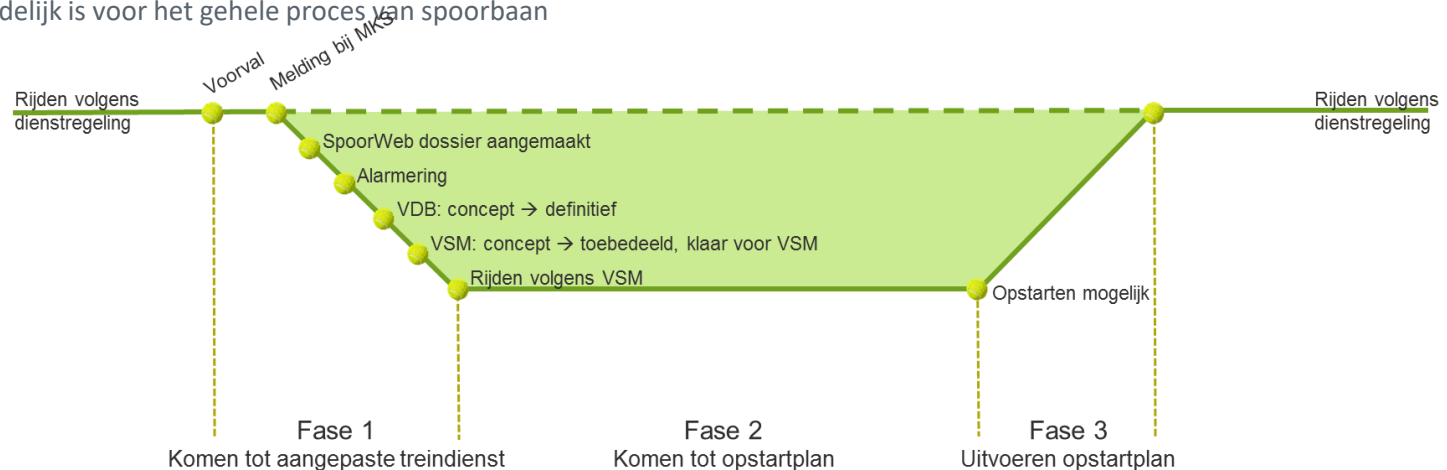 delijk is voor het gehele proces van spoorbaan
Voorval
Melding bij MKS
Rijden volgens
dienstregeling
Rijden volgens
dienstregeling
SpoorWeb dossier aangemaakt
Alarmering
VDB: concept → definitief
VSM: concept → toebedeeld, klaar voor VSM
Rijden volgens VSM
Opstarten mogelijk
Fase 1
Komen tot aangepaste treindienst
Fase 2
Komen tot opstartplan
Fase 3
Uitvoeren opstartplan